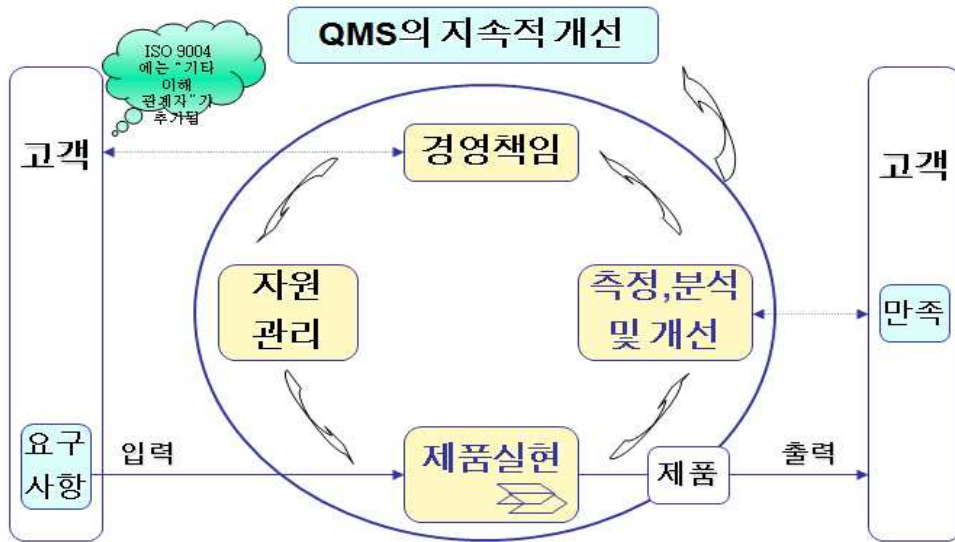 QMS의 지속적 개선
ISO 9004
에는 "기타
이해
관계자"가
추가됨
고객
경영책임
고객
자원
관리
측정,분석
및 개선
만족
요구
사항
입력
제품실현
제품
출력